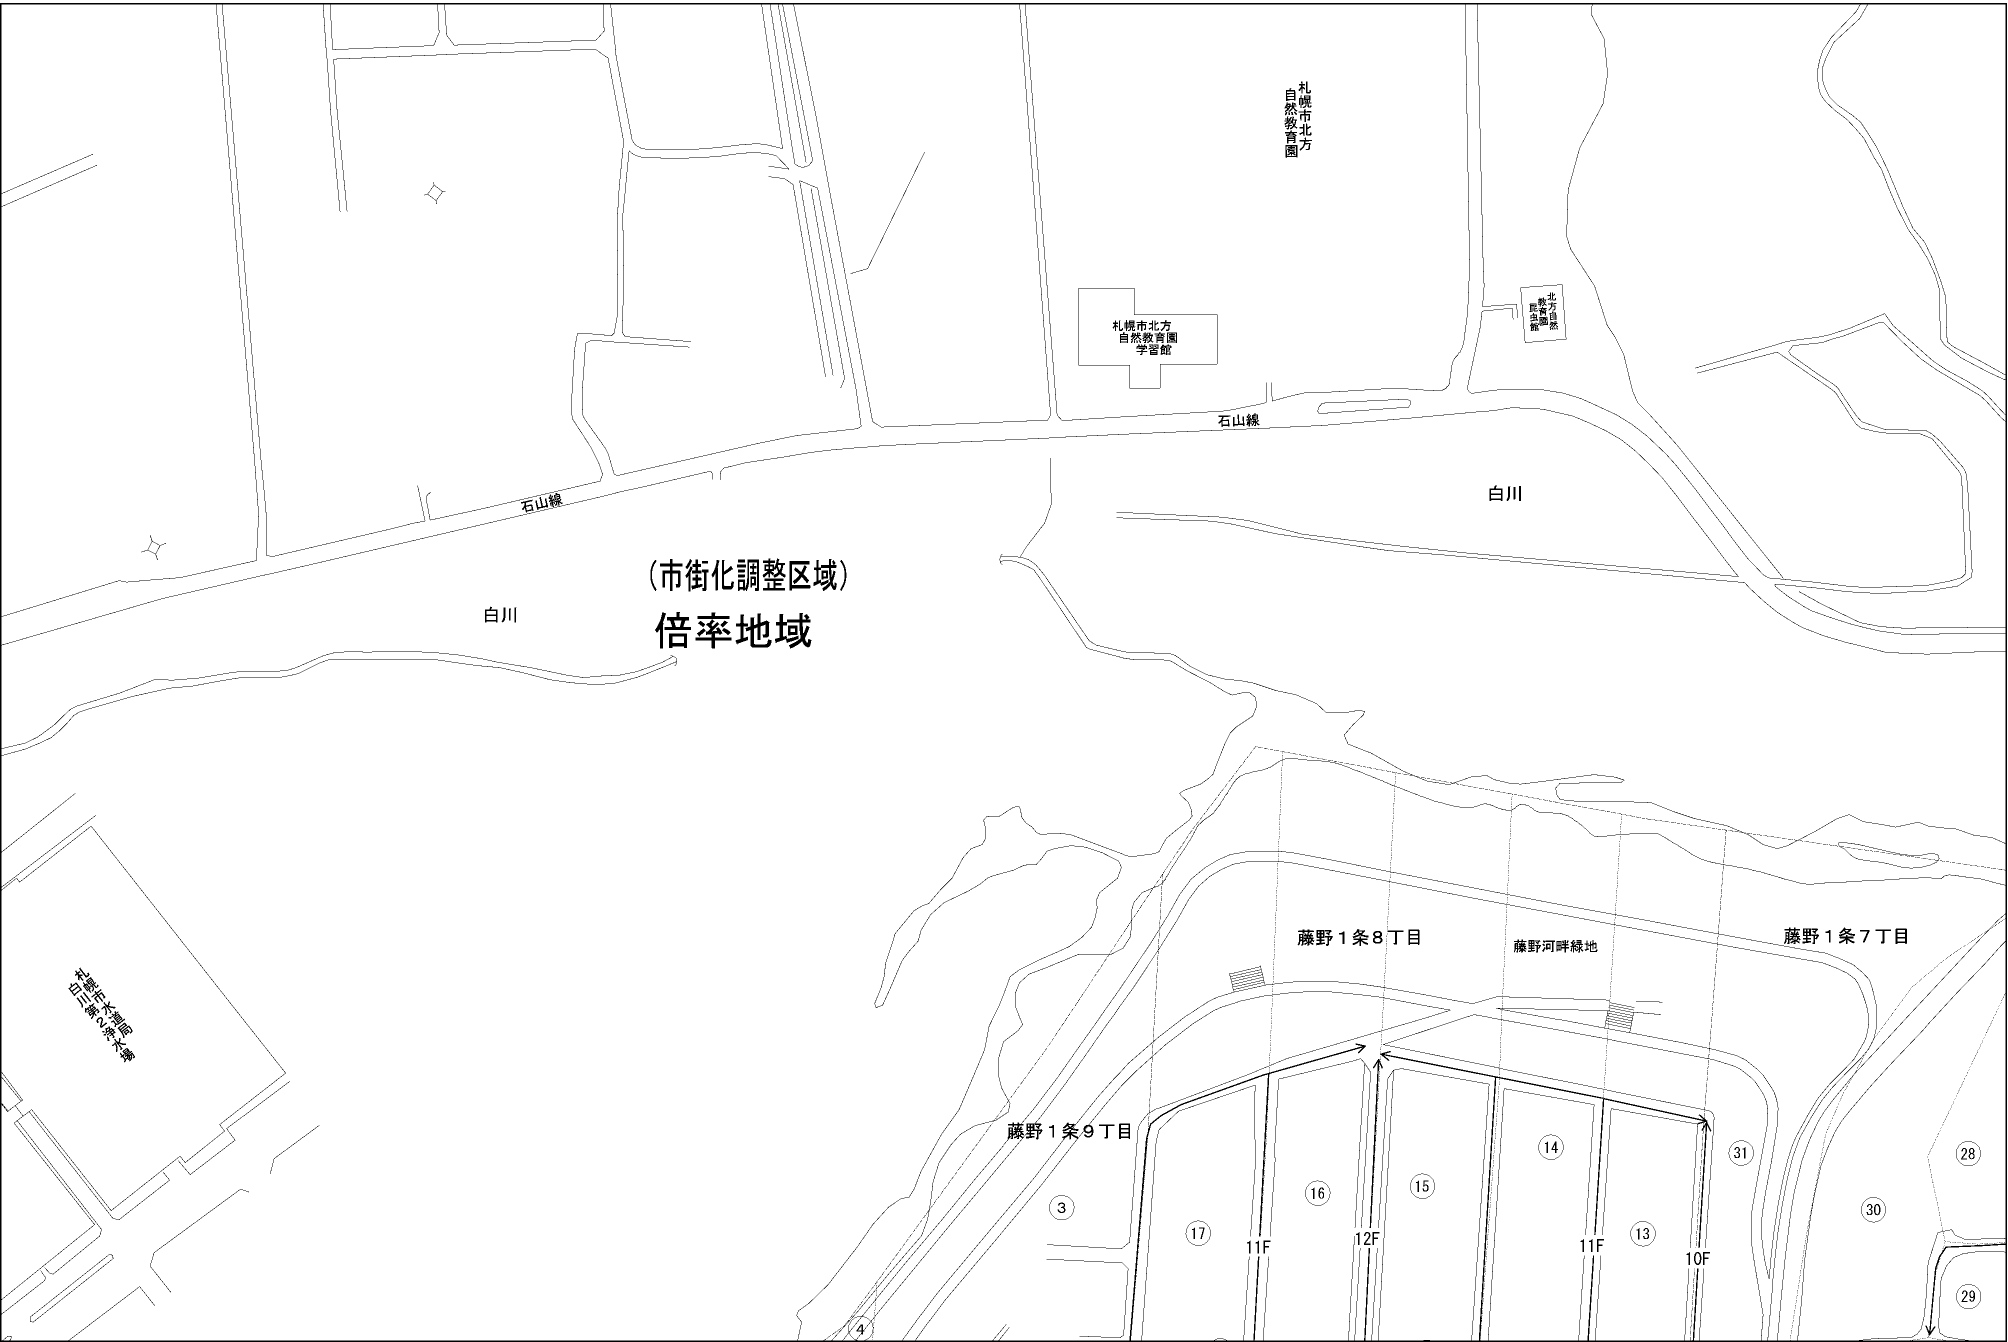 札幌市北方
自然教育園
北方自然
教育園
昆虫館
札幌市北方
自然教育園
学習館
石山線
石山線
白川
(市街化調整区域)
倍率地域
白川
藤野1条8丁目
藤野河畔緑地
藤野1条7丁目
札幌市水道局
白川第2浄水場
藤野1条9丁目
14
31
28
15
16
3
30
17
13
12F
11F
11F
10F
29
4